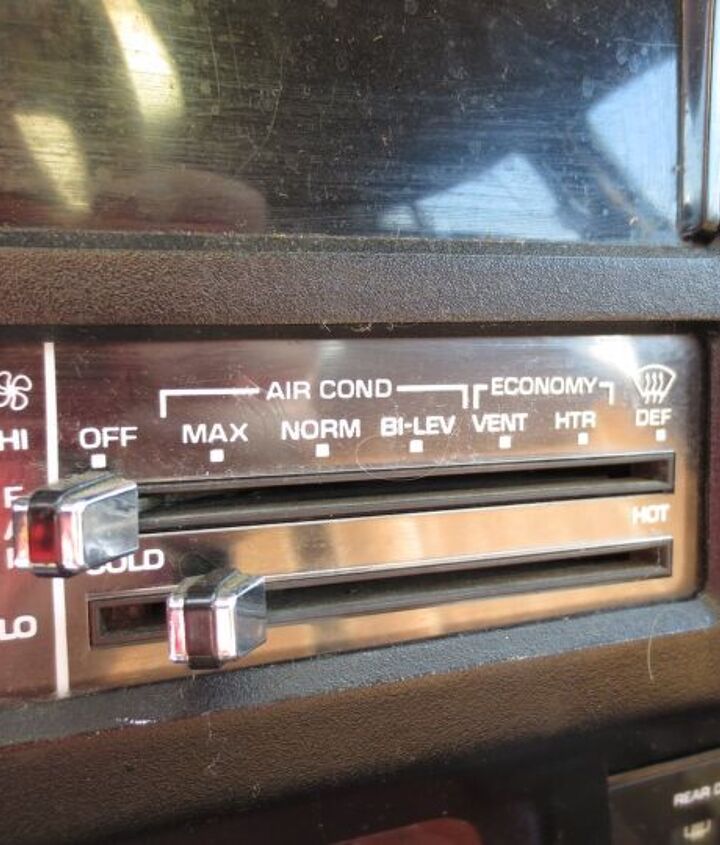 AIR COND ECONOMY
HI OFF MAX NORM BI-LEV VENT HTR DEF
HOT
COLD
LO
REAR